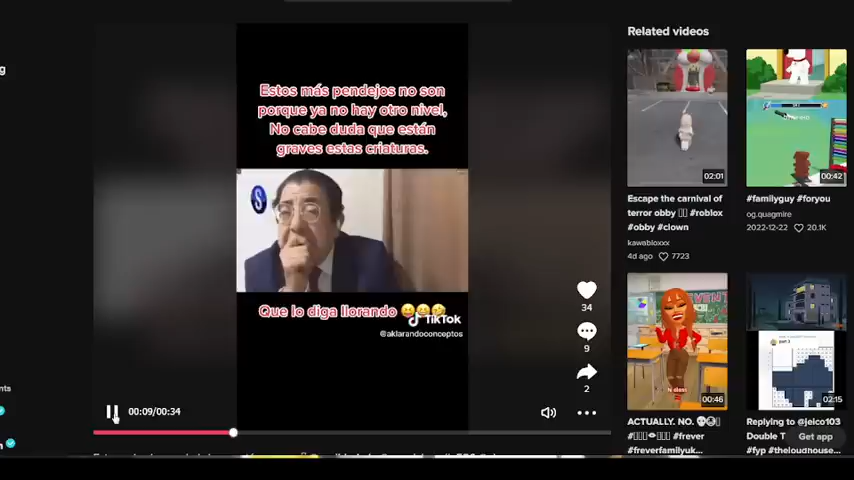 Related videos
Estos más pendejos no son
porque ya no hay otro nivel,
No cabe duda que están
graves estas criaturas.
Que lo diga llorando
TikTok
@aklarandoconceptos
34
9
2
00:09/00:34
02:01
Escape the carnival of
terror obby #roblox
#obby #clown
kawabloxxx
4d ago 7723
00:42
#familyguy #foryou
og.quagmire
2022-12-22 20.1K
00:46
ACTUALLY. NO.
#frever
#freverfamilyuk...
02:15
Replying to @jelco103
Double T
#fyp #theloudhouse...
Get app